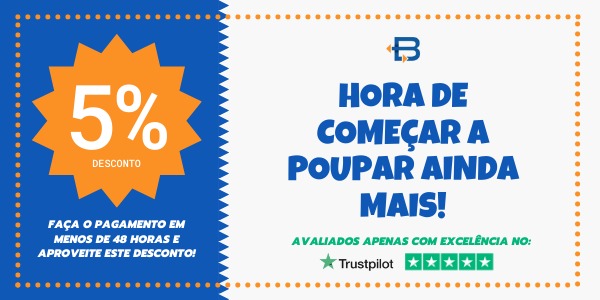 5%
DESCONTO
FAÇA O PAGAMENTO EM
MENOS DE 48 HORAS E
APROVEITE ESTE DESCONTO!
B
HORA DE
COMEÇAR A
POUPAR AINDA
MAIS!
AVALIADOS APENAS COM EXCELÊNCIA NO:
Trustpilot